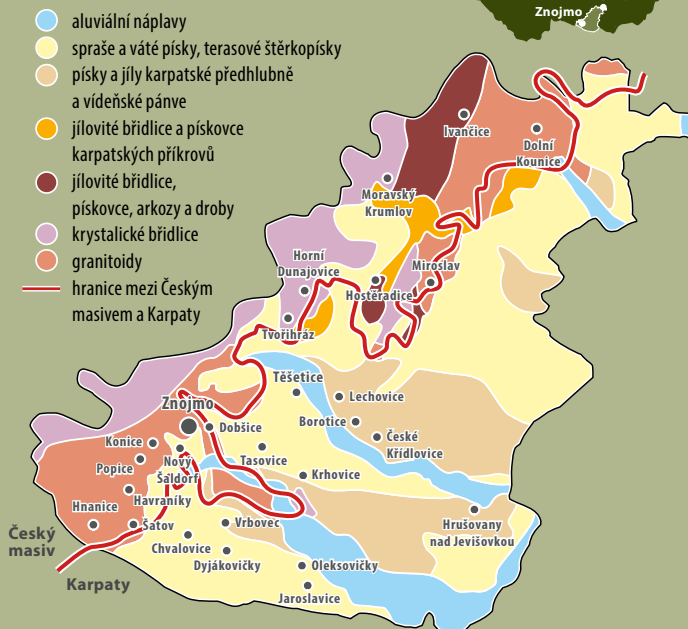 Znojmo
aluviální náplavy
spraše a váté písky, terasové štěrkopísky
písky a jíly karpatské předhlubně
a vídeňské pánve
jílovité břidlice a pískovce
karpatských příkrovů
jílovité břidlice,
pískovce, arkozy a droby
krystalické břidlice
granitoidy
hranice mezi Českým
masivem a Karpaty
Ivančice
Dolní
Kounice
Moravský
Krumlov
Horní
Dunajovice
Miroslav
Hostěradice
Tvořihráz
Těšetice
Lechovice
Znojmo
Borotice
Dobšice
České
Křídlovice
Konice
Tasovice
Popice
Nový
Šaldorf
Krhovice
Havraníky
Hnanice
Šatov
Vrbovec
Hrušovany
nad Jevišovkou
Český
masiv
Chvalovice
Dyjákovičky
Oleksovičky
Karpaty
Jaroslavice